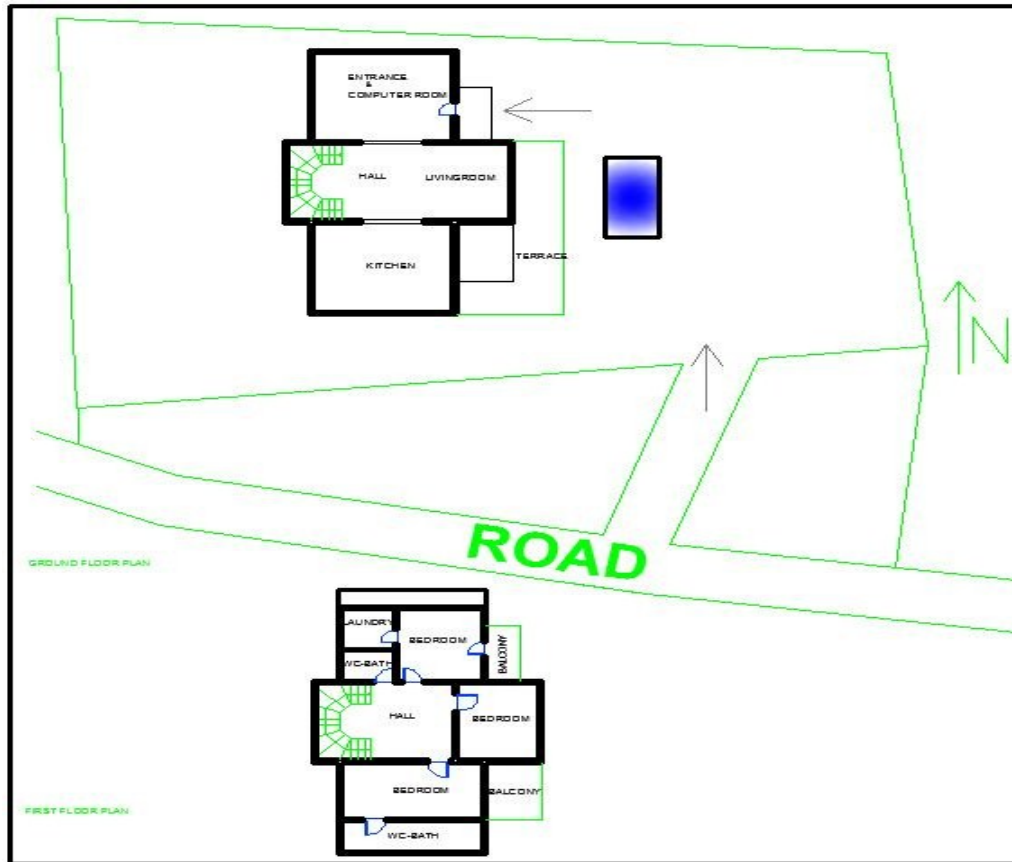 ENTRANCE
&
COMPUTER ROOM
HALL
LIVINGROOM
KITCHEN
TERRACE
N
ROAD
GROUND FLOOR PLAN
LAUNDRY
BEDROOM
BALCONY
WC-BATH
HALL
BEDROOM
BEDROOM
BALCONY
WC-BATH
FIRST FLOOR PLAN